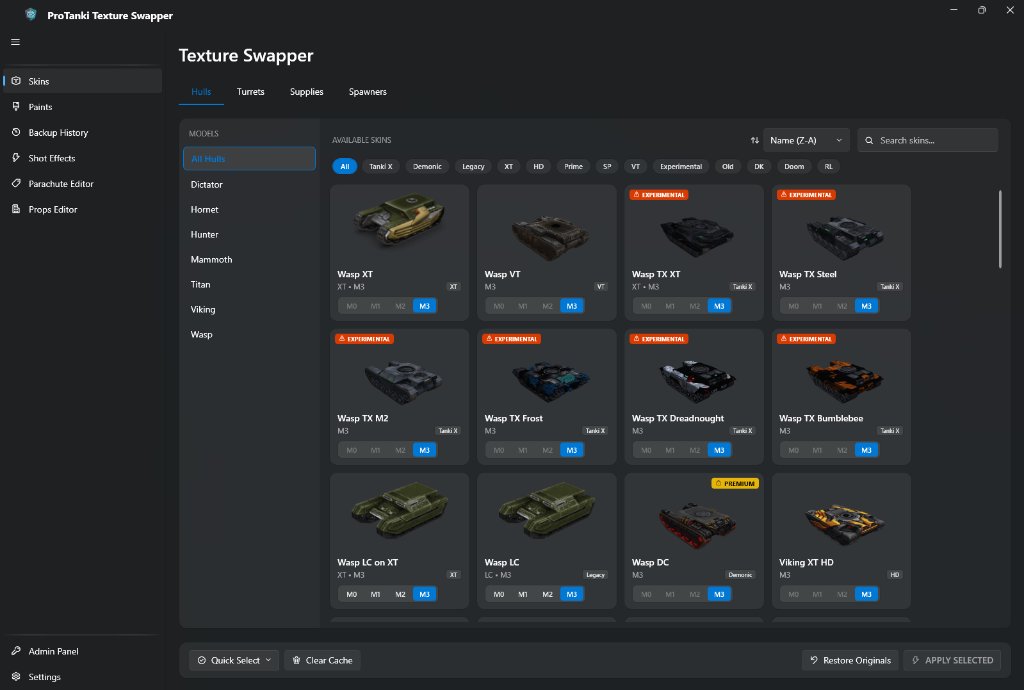 ProTanki Texture Swapper
Skins
Paints
Backup History
Shot Effects
Parachute Editor
Props Editor
Admin Panel
Settings
Texture Swapper
Hulls Turrets Supplies Spawners
MODELS
All Hulls
Dictator
Hornet
Hunter
Mammoth
Titan
Viking
Wasp
AVAILABLE SKINS
Name (Z-A)
Search skins...
All Tanki X Demonic Legacy XT HD Prime SP VT Experimental Old DK Doom RL
Wasp XT
XT • M3 XT
M0 M1 M2 M3
Wasp VT
M3 VT
M0 M1 M2 M3
EXPERIMENTAL
Wasp TX XT
XT • M3 Tanki X
M0 M1 M2 M3
EXPERIMENTAL
Wasp TX Steel
M3 Tanki X
M0 M1 M2 M3
EXPERIMENTAL
Wasp TX M2
M3 Tanki X
M0 M1 M2 M3
EXPERIMENTAL
Wasp TX Frost
M3 Tanki X
M0 M1 M2 M3
EXPERIMENTAL
Wasp TX Dreadnought
M3 Tanki X
M0 M1 M2 M3
EXPERIMENTAL
Wasp TX Bumblebee
M3 Tanki X
M0 M1 M2 M3
Wasp LC on XT
XT • M3 XT
M0 M1 M2 M3
Wasp LC
LC • M3 Legacy
M0 M1 M2 M3
PREMIUM
Wasp DC
M3 Demonic
M0 M1 M2 M3
Viking XT HD
M3 HD
M0 M1 M2 M3
Quick Select
Clear Cache
Restore Originals
APPLY SELECTED